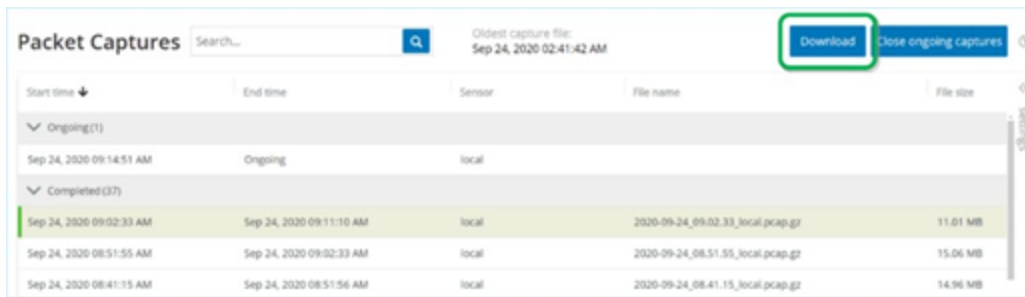 Packet Captures Search... Oldest capture file: Download Close ongoing captures
Sep 24, 2020 02:41:42 AM
Start time End time Sensor File name File size
Ongoing (1)
Sep 24, 2020 09:14:51 AM Ongoing local
Completed (37)
Sep 24, 2020 09:02:33 AM Sep 24, 2020 09:11:10 AM local 2020-09-24_09.02.33_local.pcap.gz 11.01 MB
Sep 24, 2020 08:51:55 AM Sep 24, 2020 09:02:33 AM local 2020-09-24_08.51.55_local.pcap.gz 15.06 MB
Sep 24, 2020 08:41:15 AM Sep 24, 2020 08:51:56 AM local 2020-09-24_08.41.15_local.pcap.gz 14.96 MB